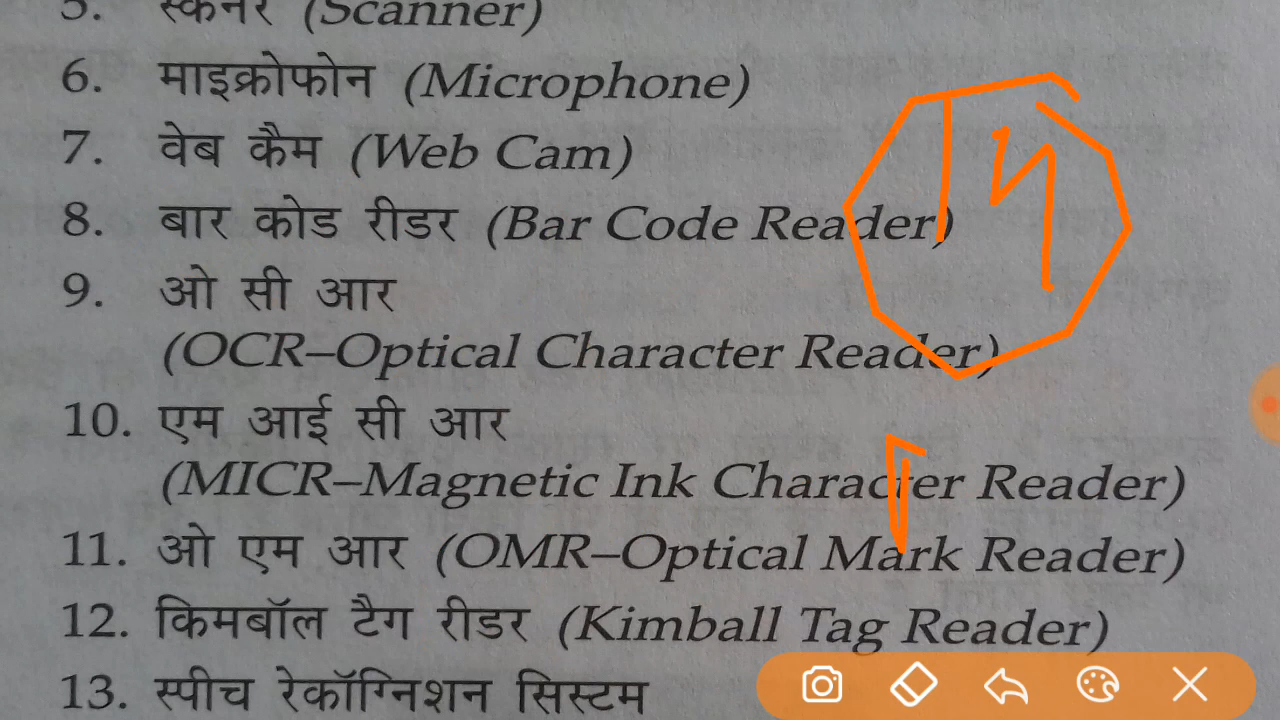 5. स्कैनर (Scanner)
6. माइक्रोफोन (Microphone)
7. वेब कैम (Web Cam)
8. बार कोड रीडर (Bar Code Reader)
9. ओ सी आर
(OCR–Optical Character Reader)
10. एम आई सी आर
(MICR–Magnetic Ink Character Reader)
11. ओ एम आर (OMR–Optical Mark Reader)
12. किमबॉल टैग रीडर (Kimball Tag Reader)
13. स्पीच रेकॉग्निशन सिस्टम